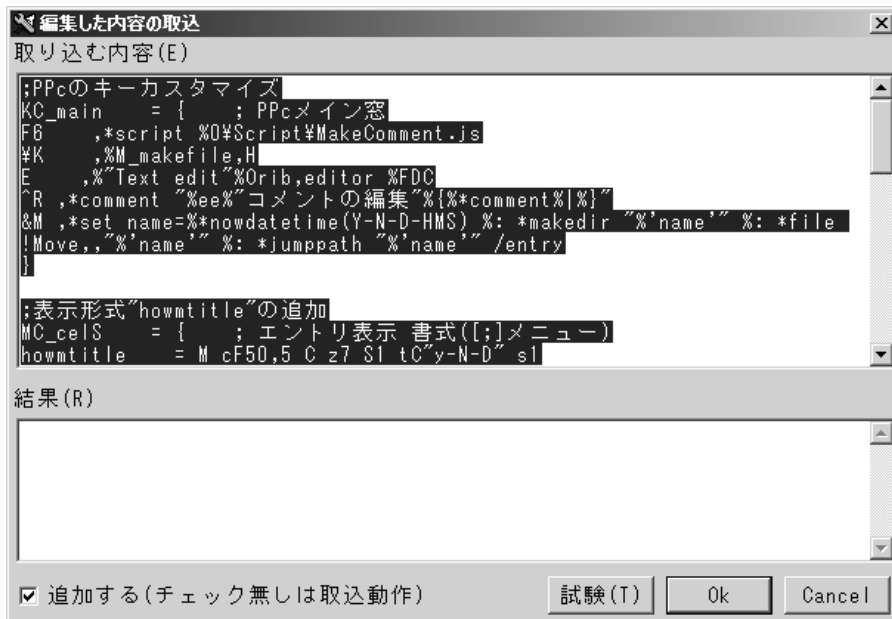 編集した内容の取込
取り込む内容(E)
;PPcのキーカスタマイズ
KC_main    = {    ; PPcメイン窓
F6    ,*script %0¥Script¥MakeComment.js
¥K    ,%M_makefile,H
E    ,%"Text edit"%Orib,editor %FDC
^R ,*comment "%ee%"コメントの編集"%{%*comment%|%}"
&M ,*set name=%*nowdatetime(Y-N-D-HMS) %: *makedir "%'name'" %: *file
!Move,,"%'name'" %: *jumppath "%'name'" /entry
}
;表示形式"howmtitle"の追加
MC_celS    = {    ; エントリ表示 書式([;]メニュー)
howmtitle    = M cF50,5 C z7 S1 tC"y-N-D" s1
結果(R)
追加する(チェック無しは取込動作)
試験(T)
Ok
Cancel